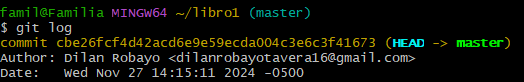 famil@Familia MINGW64 ~/libro1 (master)
$ git log
commit cbe26fcf4d42acd6e9e59ecda004c3e6c3f41673 (HEAD -> master)
Author: Dilan Robayo <dilanrobayotavera16@gmail.com>
Date:   Wed Nov 27 14:15:11 2024 -0500